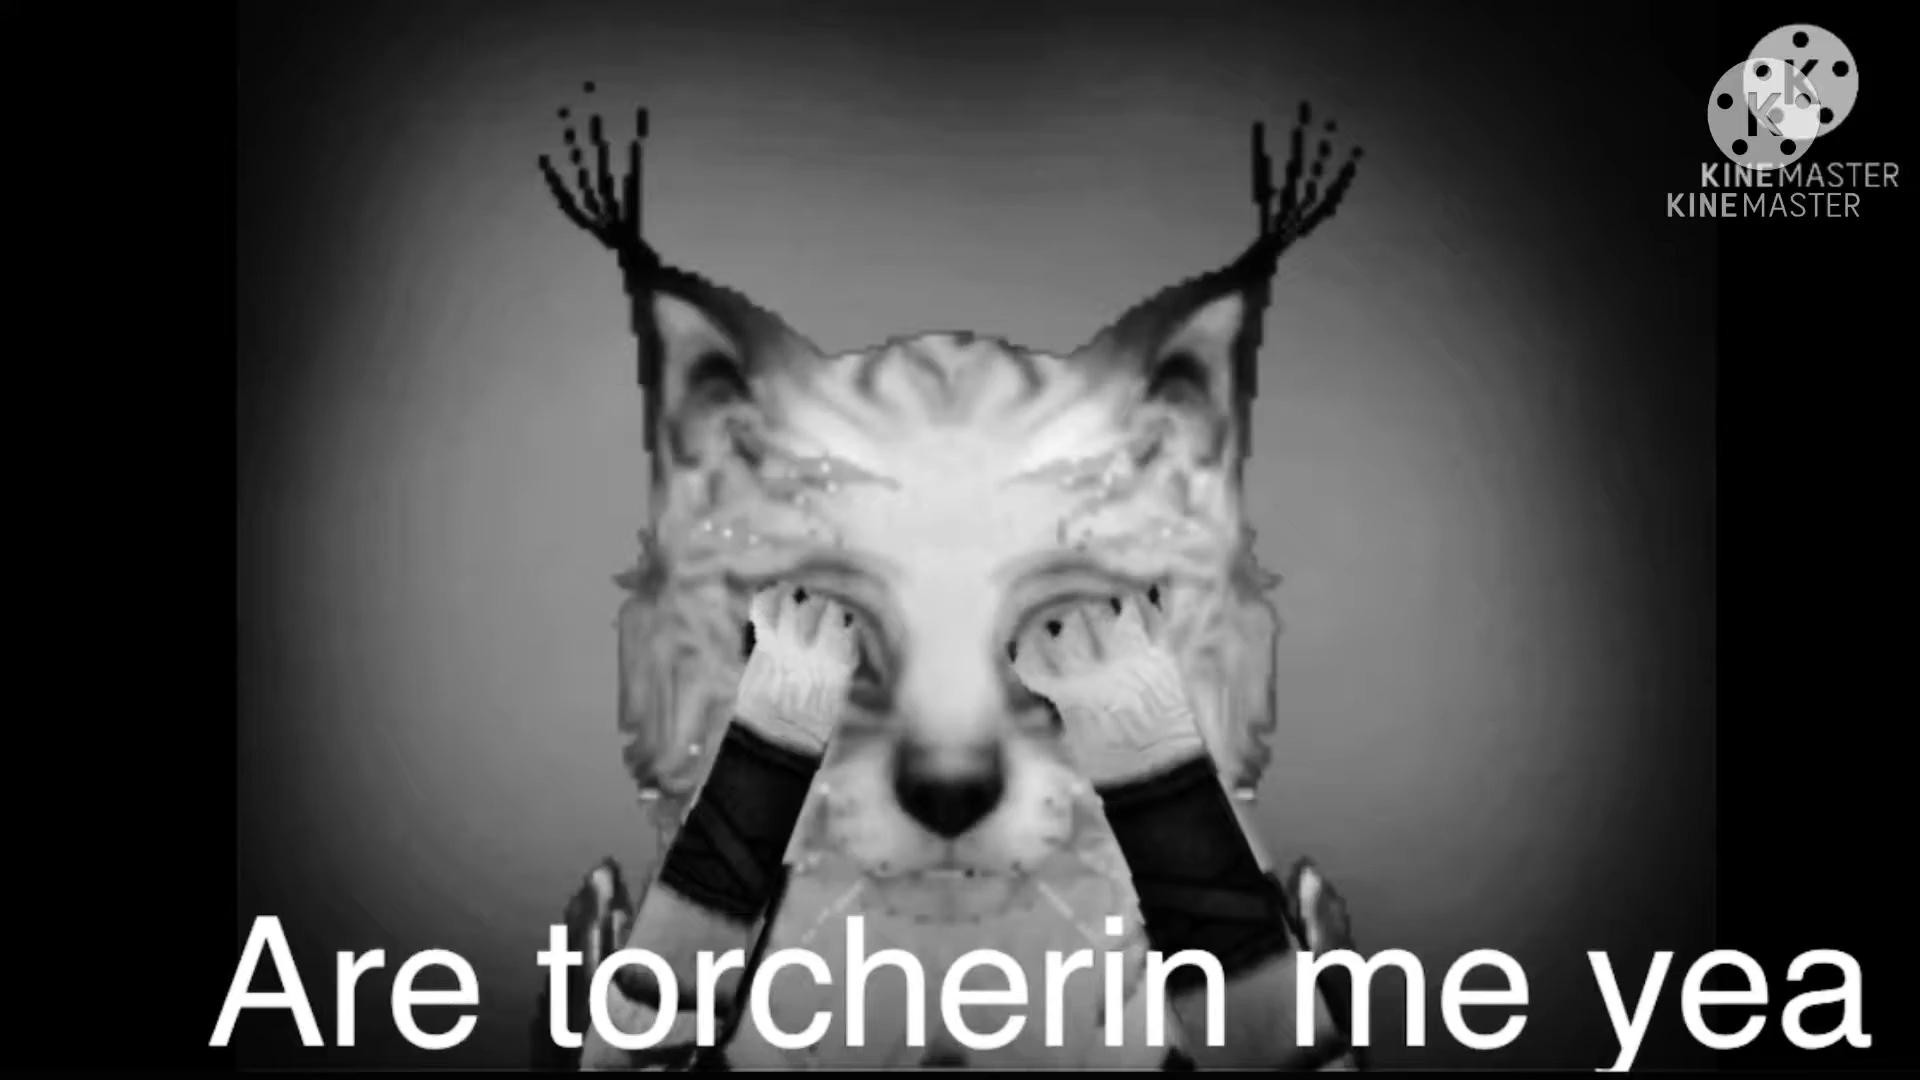 K
K
KINEMASTER
KINEMASTER
Are torcherin me yea